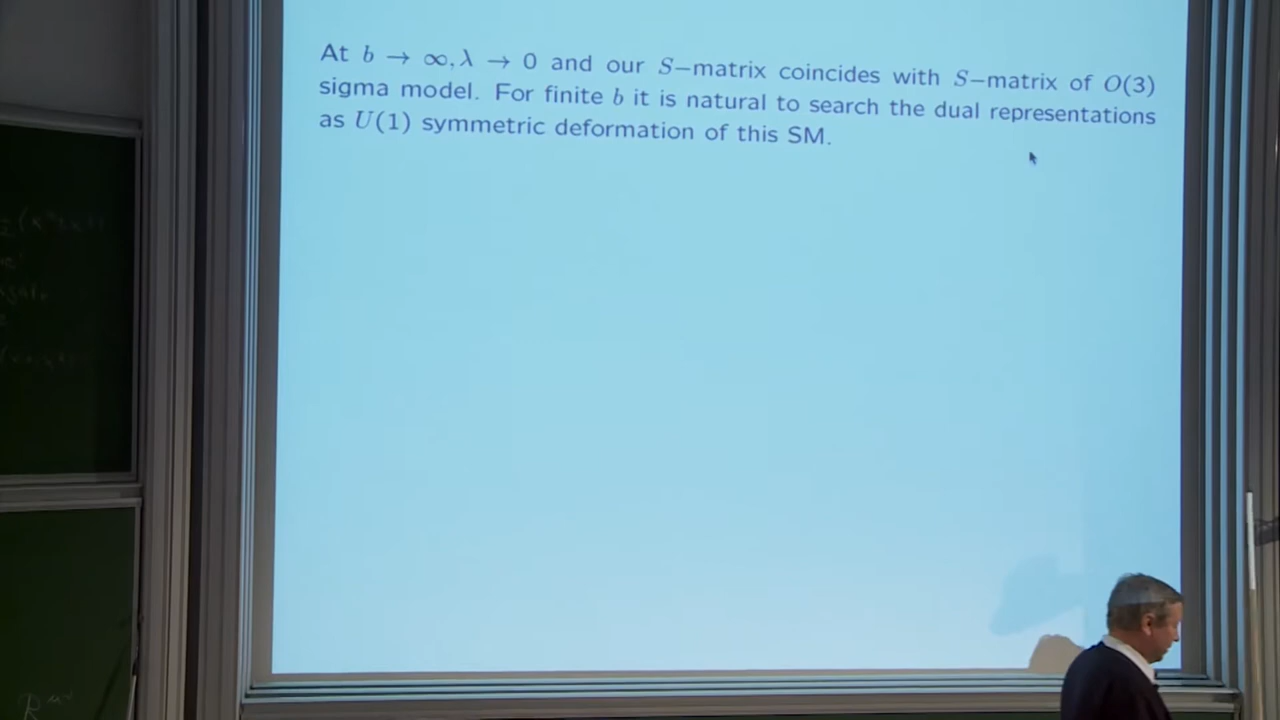 At b → ∞, λ → 0 and our S−matrix coincides with S−matrix of O(3)
sigma model. For finite b it is natural to search the dual representations
as U(1) symmetric deformation of this SM.